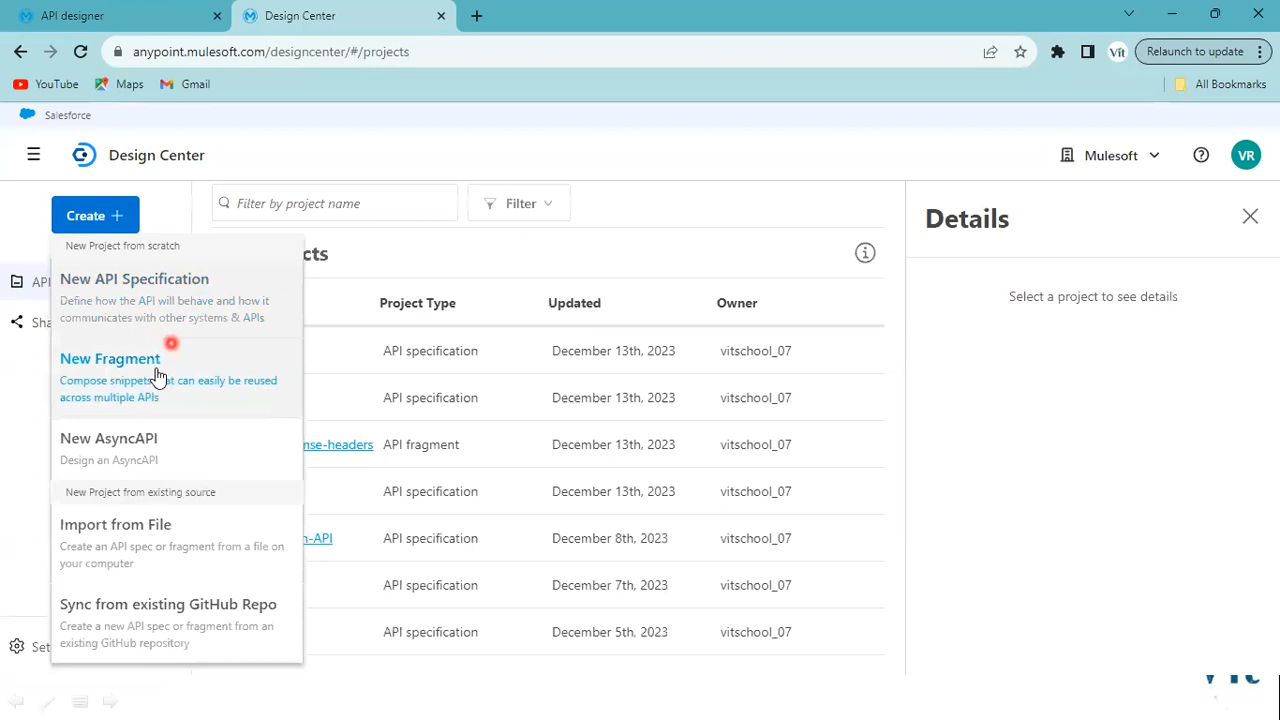 API designer
Design Center
anypoint.mulesoft.com/designcenter/#/projects
Vit
Relaunch to update
YouTube
Maps
Gmail
All Bookmarks
Salesforce
Design Center
Mulesoft
VR
Create +
Filter by project name
Filter
Details
New Project from scratch
New API Specification
Define how the API will behave and how it
communicates with other systems & APIs
New Fragment
Compose snippets that can easily be reused
across multiple APIs
New AsyncAPI
Design an AsyncAPI
New Project from existing source
Import from File
Create an API spec or fragment from a file on
your computer
Sync from existing GitHub Repo
Create a new API spec or fragment from an
existing GitHub repository
API
Sha
Set
cts
Project Type Updated Owner
API specification December 13th, 2023 vitschool_07
API specification December 13th, 2023 vitschool_07
nse-headers API fragment December 13th, 2023 vitschool_07
API specification December 13th, 2023 vitschool_07
n-API API specification December 8th, 2023 vitschool_07
API specification December 7th, 2023 vitschool_07
API specification December 5th, 2023 vitschool_07
Select a project to see details